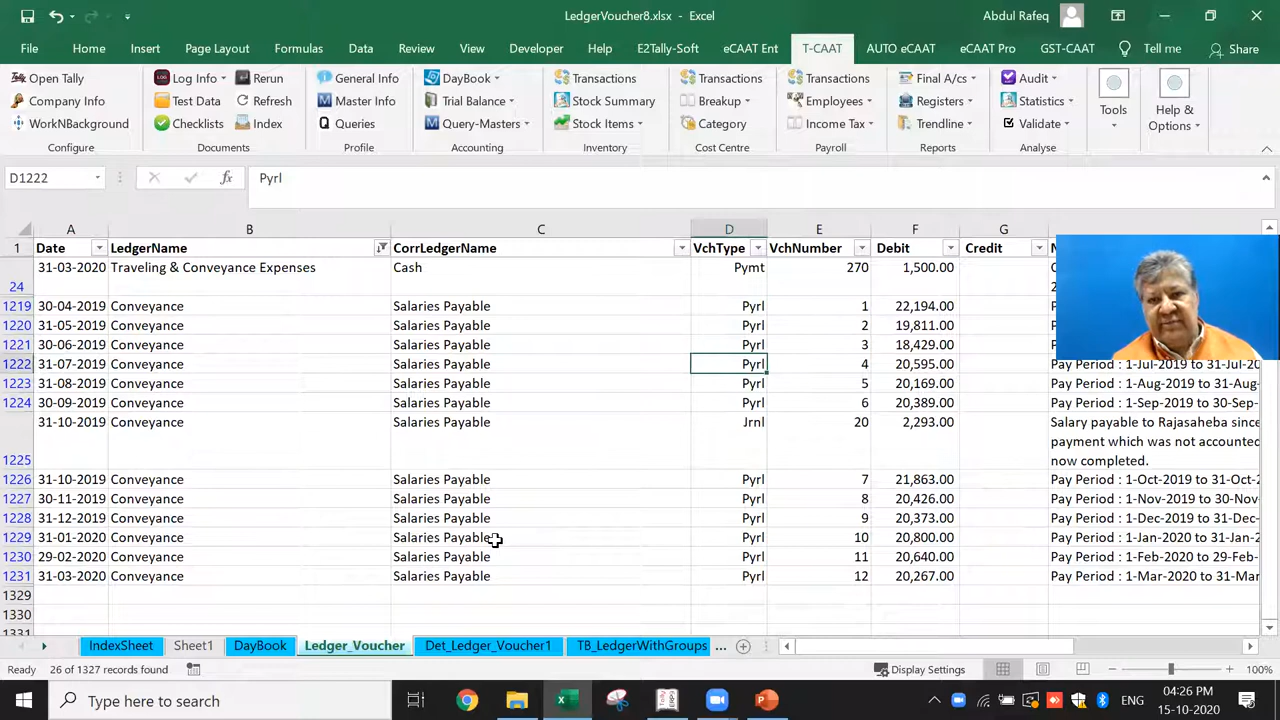 LedgerVoucher8.xlsx - Excel
Abdul Rafeq
File Home Insert Page Layout Formulas Data Review View Developer Help E2Tally-Soft eCAAT Ent T-CAAT AUTO eCAAT eCAAT Pro GST-CAAT Tell me Share
Open Tally Log Info Rerun General Info DayBook Transactions Transactions Transactions Final A/cs Audit
Company Info Test Data Refresh Master Info Trial Balance Stock Summary Breakup Employees Registers Statistics Tools Help &
WorkNBackground Checklists Index Queries Query-Masters Stock Items Category Income Tax Trendline Validate Options
Configure Documents Profile Accounting Inventory Cost Centre Payroll Reports Analyse
D1222 fx Pyrl
A B C D E F G
1 Date LedgerName CorrLedgerName VchType VchNumber Debit Credit
24 31-03-2020 Traveling & Conveyance Expenses Cash Pymt 270 1,500.00
1219 30-04-2019 Conveyance Salaries Payable Pyrl 1 22,194.00
1220 31-05-2019 Conveyance Salaries Payable Pyrl 2 19,811.00
1221 30-06-2019 Conveyance Salaries Payable Pyrl 3 18,429.00
1222 31-07-2019 Conveyance Salaries Payable Pyrl 4 20,595.00 Pay Period : 1-Jul-2019 to 31-Jul-20
1223 31-08-2019 Conveyance Salaries Payable Pyrl 5 20,169.00 Pay Period : 1-Aug-2019 to 31-Aug-
1224 30-09-2019 Conveyance Salaries Payable Pyrl 6 20,389.00 Pay Period : 1-Sep-2019 to 30-Sep-
31-10-2019 Conveyance Salaries Payable Jrnl 20 2,293.00 Salary payable to Rajasaheba since
payment which was not accounted
1225 now completed.
1226 31-10-2019 Conveyance Salaries Payable Pyrl 7 21,863.00 Pay Period : 1-Oct-2019 to 31-Oct-2
1227 30-11-2019 Conveyance Salaries Payable Pyrl 8 20,426.00 Pay Period : 1-Nov-2019 to 30-Nov-
1228 31-12-2019 Conveyance Salaries Payable Pyrl 9 20,373.00 Pay Period : 1-Dec-2019 to 31-Dec-
1229 31-01-2020 Conveyance Salaries Payable Pyrl 10 20,800.00 Pay Period : 1-Jan-2020 to 31-Jan-2
1230 29-02-2020 Conveyance Salaries Payable Pyrl 11 20,640.00 Pay Period : 1-Feb-2020 to 29-Feb-
1231 31-03-2020 Conveyance Salaries Payable Pyrl 12 20,267.00 Pay Period : 1-Mar-2020 to 31-Mar
1329
1330
1331
IndexSheet Sheet1 DayBook Ledger_Voucher Det_Ledger_Voucher1 TB_LedgerWithGroups ...
Ready 26 of 1327 records found Display Settings 100%
Type here to search ENG 04:26 PM
15-10-2020